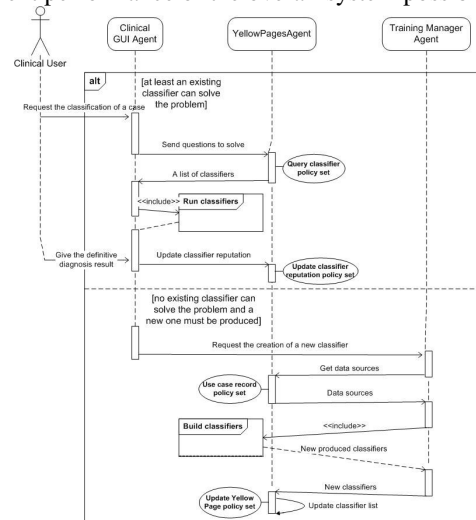 performance of the overall system
Clinical
GUI Agent
YellowPagesAgent
Training Manager
Agent
Clinical User
alt
[at least an existing
classifier can solve
the problem]
Request the classification of a case
Send questions to solve
Query classifier
policy set
A list of classifiers
<<include>>
Run classifiers
Give the definitive
diagnosis result
Update classifier reputation
Update classifier
reputation policy set
[no existing classifier can
solve the problem and a
new one must be produced]
Request the creation of a new classifier
Get data sources
Use case record
policy set
Data sources
Build classifiers
<<include>>
New produced classifiers
New classifiers
Update Yellow
Page policy set
Update classifier list